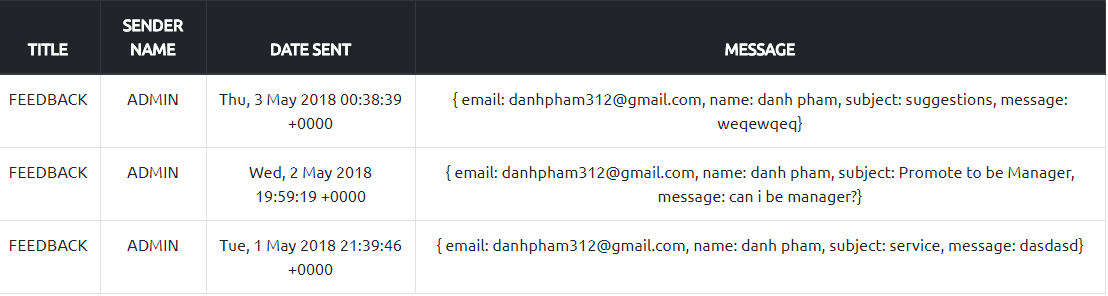 TITLE
SENDER NAME
DATE SENT
MESSAGE
FEEDBACK
ADMIN
Thu, 3 May 2018 00:38:39
+0000
{ email: danhpham312@gmail.com, name: danh pham, subject: suggestions, message:
weqewqeq}
FEEDBACK
ADMIN
Wed, 2 May 2018
19:59:19 +0000
{ email: danhpham312@gmail.com, name: danh pham, subject: Promote to be Manager,
message: can i be manager?}
FEEDBACK
ADMIN
Tue, 1 May 2018 21:39:46
+0000
{ email: danhpham312@gmail.com, name: danh pham, subject: service, message: dasdasd}